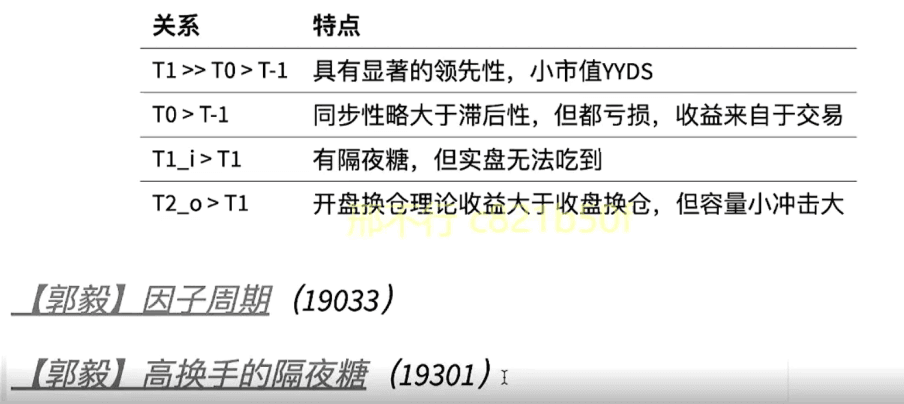 关系 特点
T1 >> T0 > T-1 具有显著的领先性，小市值YYDS
T0 > T-1 同步性略大于滞后性，但都亏损，收益来自于交易
T1_i > T1 有隔夜糖，但实盘无法吃到
T2_o > T1 开盘换仓理论收益大于收盘换仓，但容量小冲击大
邢不行 c821b50f
【郭毅】因子周期（19033）
【郭毅】高换手的隔夜糖（19301）